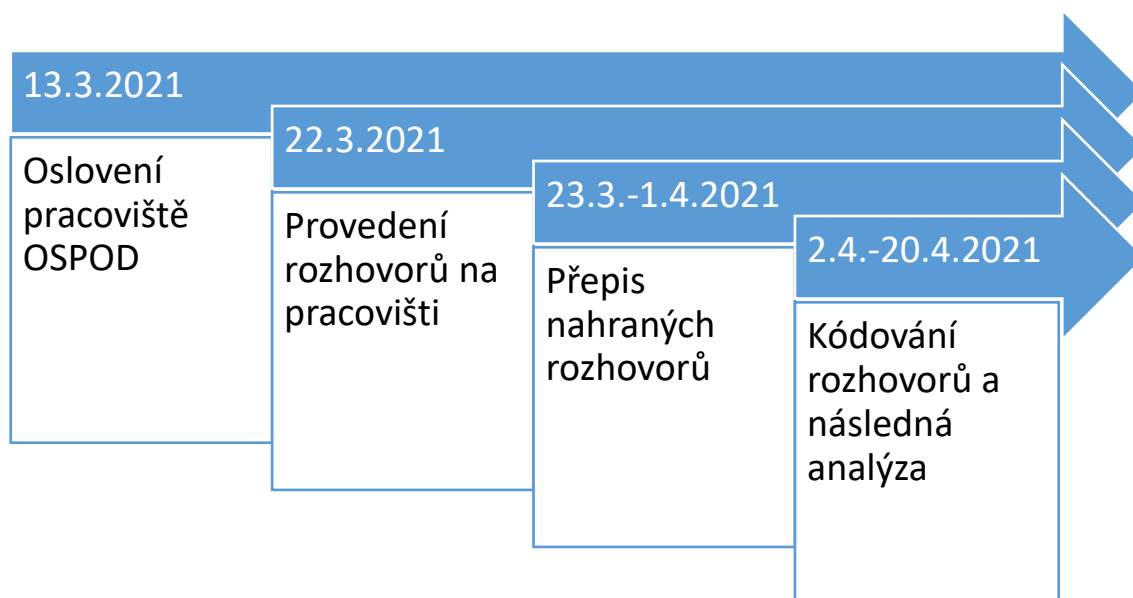 13.3.2021
Oslovení
pracoviště
OSPOD
22.3.2021
Provedení
rozhovorů na
pracovišti
23.3.-1.4.2021
Přepis
nahraných
rozhovorů
2.4.-20.4.2021
Kódování
rozhovorů a
následná
analýza